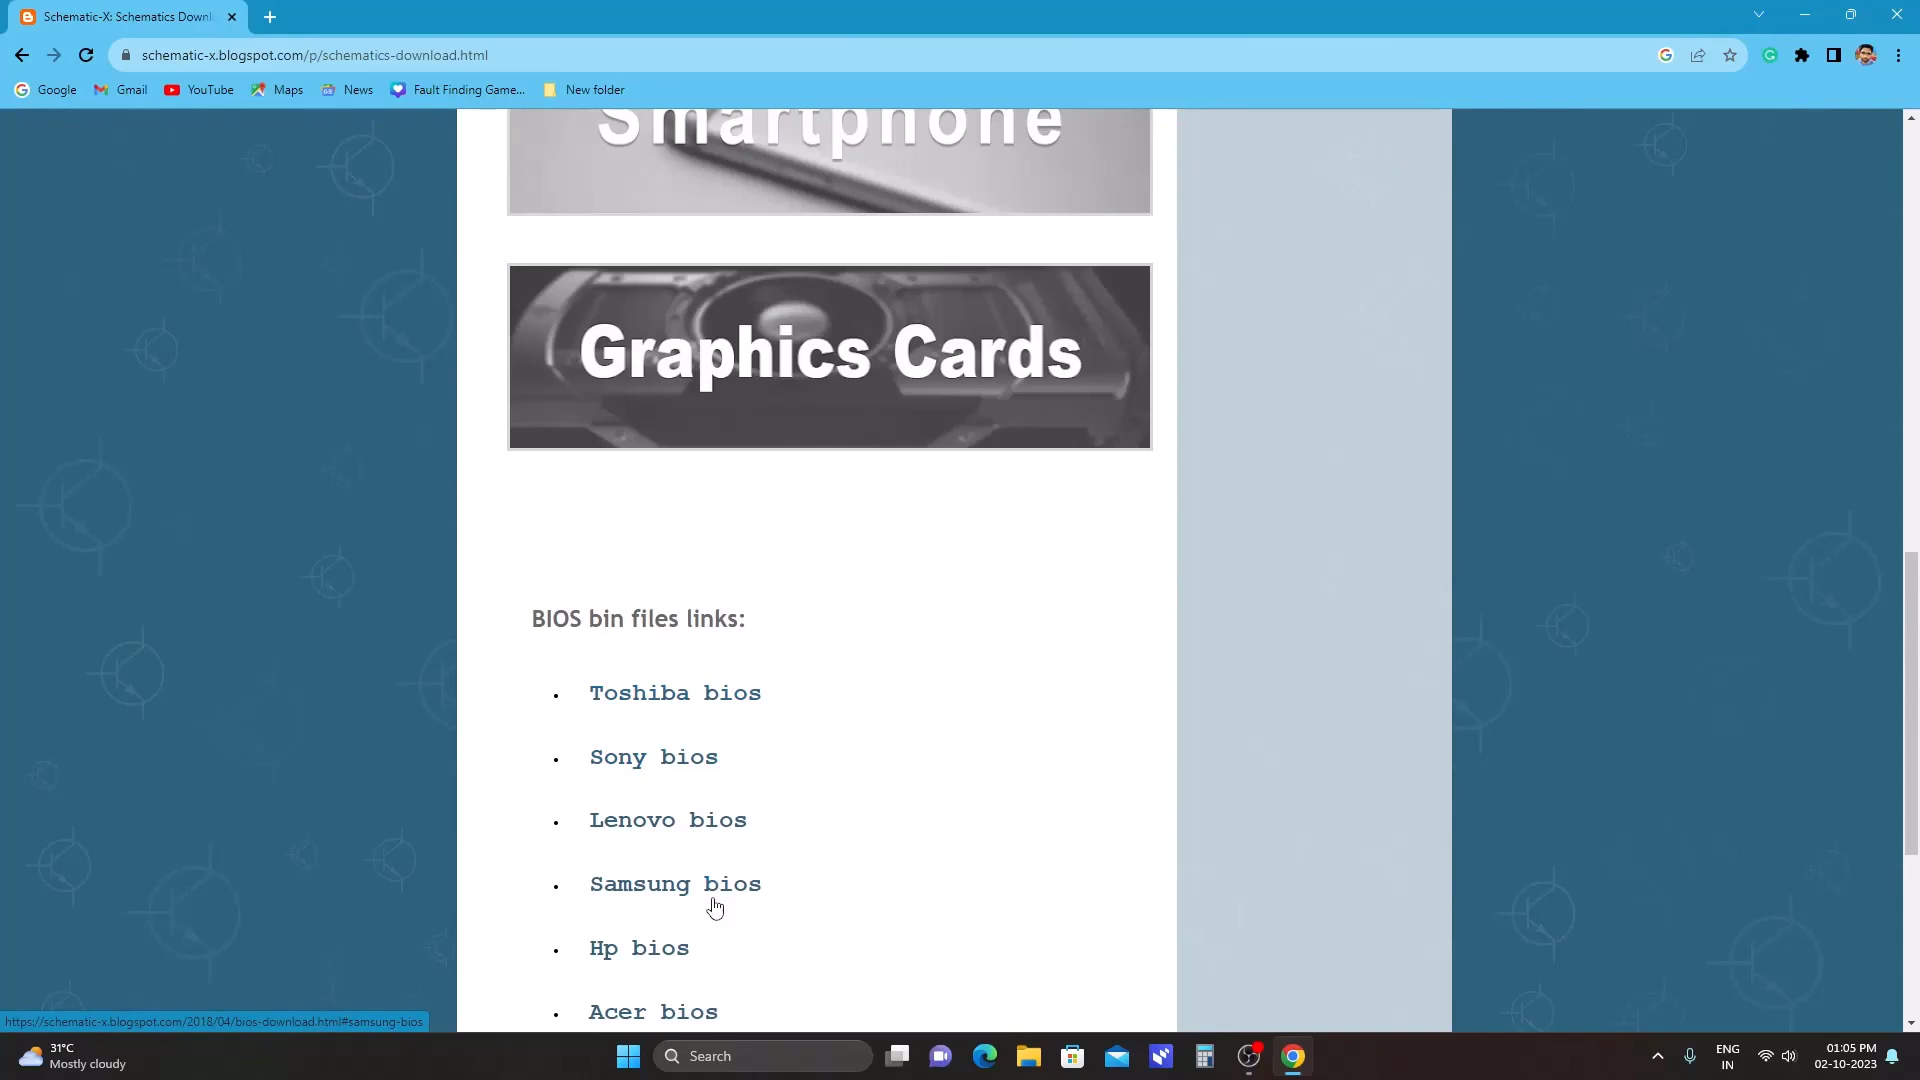 Schematic-X: Schematics Downl
schematic-x.blogspot.com/p/schematics-download.html
Google
Gmail
YouTube
Maps
News
Fault Finding Game...
New folder
Smartphone
Graphics Cards
BIOS bin files links:
Toshiba bios
Sony bios
Lenovo bios
Samsung bios
Hp bios
Acer bios
https://schematic-x.blogspot.com/2018/04/bios-download.html#samsung-bios
31°C
Mostly cloudy
Search
ENG
IN
01:05 PM
02-10-2023